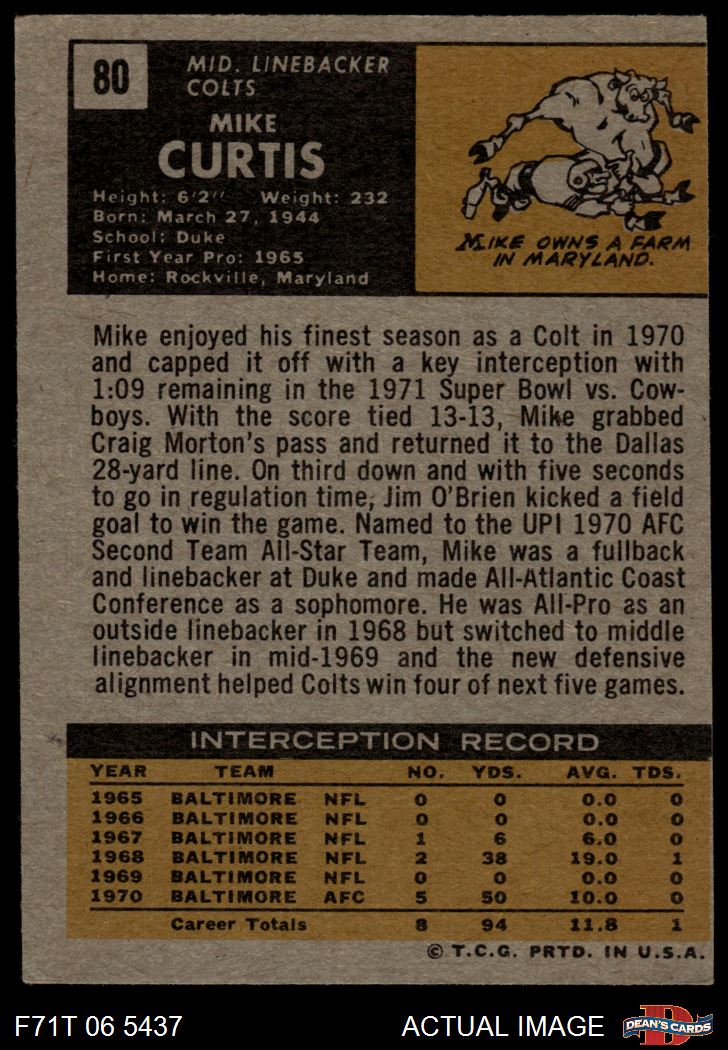 80
MID. LINEBACKER
COLTS
MIKE
CURTIS
Height: 6'2" Weight: 232
Born: March 27, 1944
School: Duke
First Year Pro: 1965
Home: Rockville, Maryland
MIKE OWNS A FARM
IN MARYLAND.
Mike enjoyed his finest season as a Colt in 1970
and capped it off with a key interception with
1:09 remaining in the 1971 Super Bowl vs. Cow-
boys. With the score tied 13-13, Mike grabbed
Craig Morton's pass and returned it to the Dallas
28-yard line. On third down and with five seconds
to go in regulation time, Jim O'Brien kicked a field
goal to win the game. Named to the UPI 1970 AFC
Second Team All-Star Team, Mike was a fullback
and linebacker at Duke and made All-Atlantic Coast
Conference as a sophomore. He was All-Pro as an
outside linebacker in 1968 but switched to middle
linebacker in mid-1969 and the new defensive
alignment helped Colts win four of next five games.
INTERCEPTION RECORD
YEAR TEAM NO. YDS. AVG. TDS.
1965 BALTIMORE NFL 0 0 0.0 0
1966 BALTIMORE NFL 0 0 0.0 0
1967 BALTIMORE NFL 1 6 6.0 0
1968 BALTIMORE NFL 2 38 19.0 1
1969 BALTIMORE NFL 0 0 0.0 0
1970 BALTIMORE AFC 5 50 10.0 0
Career Totals 8 94 11.8 1
© T.C.G. PRTD. IN U.S.A.
F71T 06 5437 ACTUAL IMAGE
D
DEAN'S CARDS